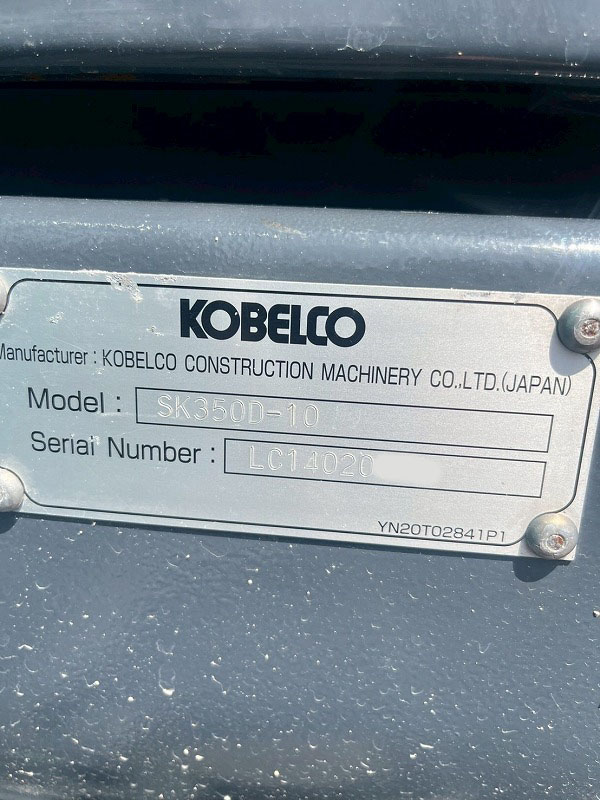 KOBELCO
Manufacturer : KOBELCO CONSTRUCTION MACHINERY CO.,LTD.(JAPAN)
Model : SK350D-10
Serial Number : LC14020
YN20T02841P1